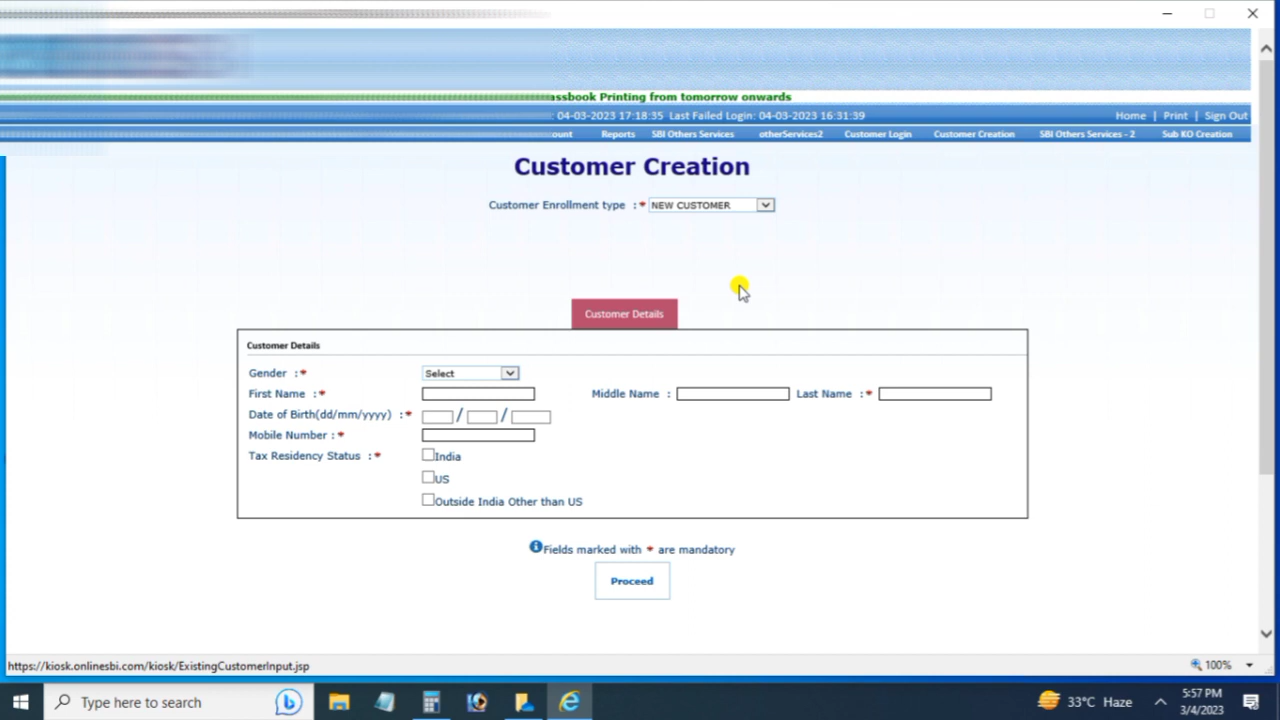 assbook Printing from tomorrow onwards
: 04-03-2023 17:18:35 Last Failed Login: 04-03-2023 16:31:39 Home | Print | Sign Out
ount Reports SBI Others Services otherServices2 Customer Login Customer Creation SBI Others Services - 2 Sub KO Creation
Customer Creation
Customer Enrollment type :* NEW CUSTOMER
Customer Details
Customer Details
Gender :* Select
First Name :* Middle Name : Last Name :*
Date of Birth(dd/mm/yyyy) :* / /
Mobile Number :*
Tax Residency Status :* India
US
Outside India Other than US
Fields marked with * are mandatory
Proceed
https://kiosk.onlinesbi.com/kiosk/ExistingCustomerInput.jsp 100%
Type here to search 33°C Haze 5:57 PM
3/4/2023